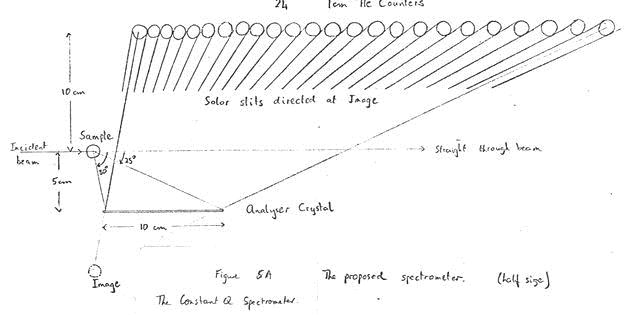 24 1cm He Counters
10 cm
Solar slits directed at Image
Sample
Incident
beam
80°
25°
Straight through beam
5cm
Analyser Crystal
10 cm
Image
Figure 5A The proposed spectrometer. (half size)
The Constant Q Spectrometer.